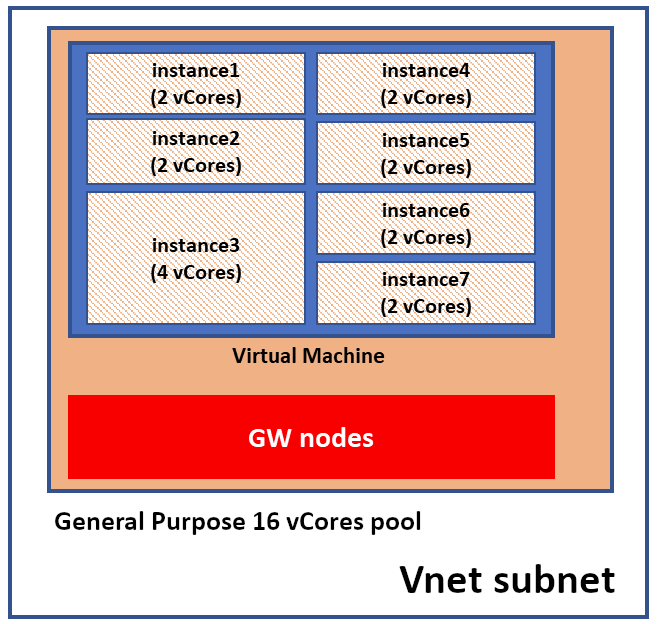 instance1
(2 vCores)
instance2
(2 vCores)
instance3
(4 vCores)
instance4
(2 vCores)
instance5
(2 vCores)
instance6
(2 vCores)
instance7
(2 vCores)
Virtual Machine
GW nodes
General Purpose 16 vCores pool
Vnet subnet